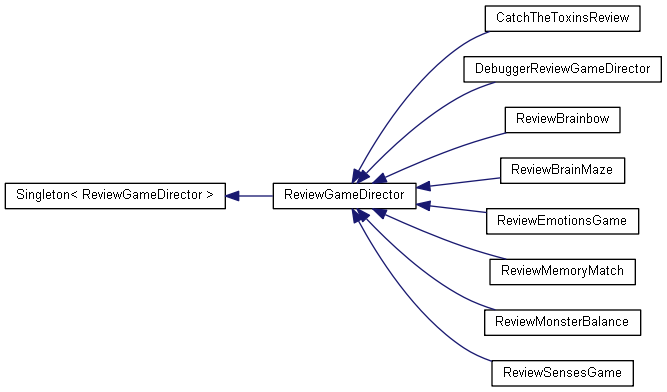 CatchTheToxinsReview
DebuggerReviewGameDirector
ReviewBrainbow
ReviewBrainMaze
Singleton< ReviewGameDirector >
ReviewGameDirector
ReviewEmotionsGame
ReviewMemoryMatch
ReviewMonsterBalance
ReviewSensesGame